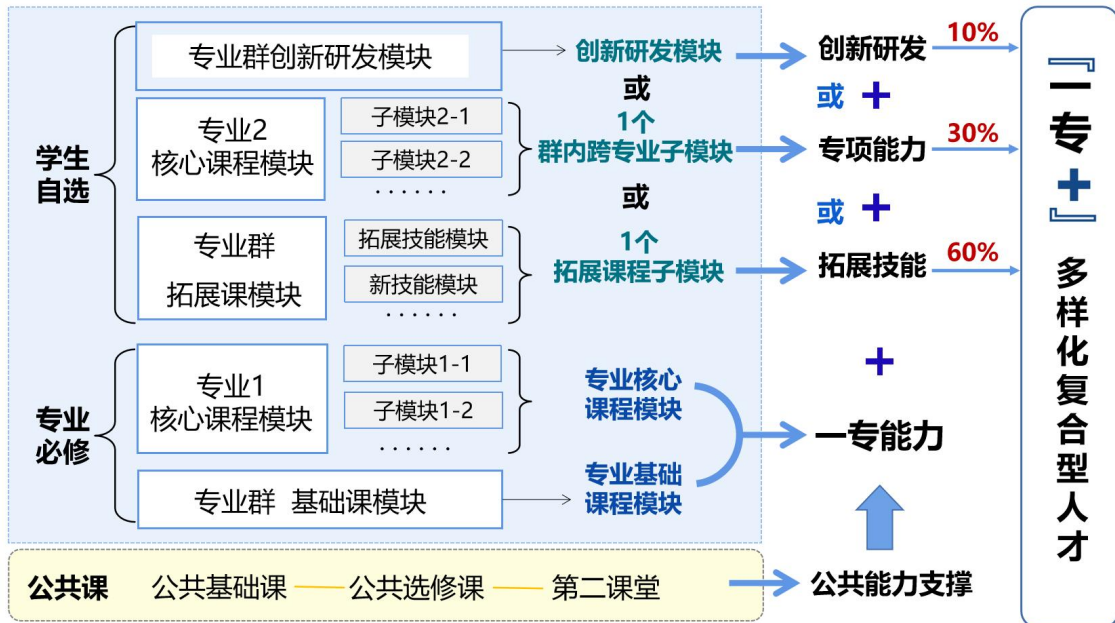 学生
自选
专业群创新研发模块
创新研发模块
创新研发
10%
或
或 +
专业2
核心课程模块
子模块2-1
子模块2-2
······
1个
群内跨专业子模块
专项能力
30%
或
或 +
专业群
拓展课模块
拓展技能模块
新技能模块
······
1个
拓展课程子模块
拓展技能
60%
+
专业
必修
专业1
核心课程模块
子模块1-1
子模块1-2
······
专业核心
课程模块
一专能力
专业群 基础课模块
专业基础
课程模块
公共课
公共基础课
公共选修课
第二课堂
公共能力支撑
『一专+』
多样化复合型人才